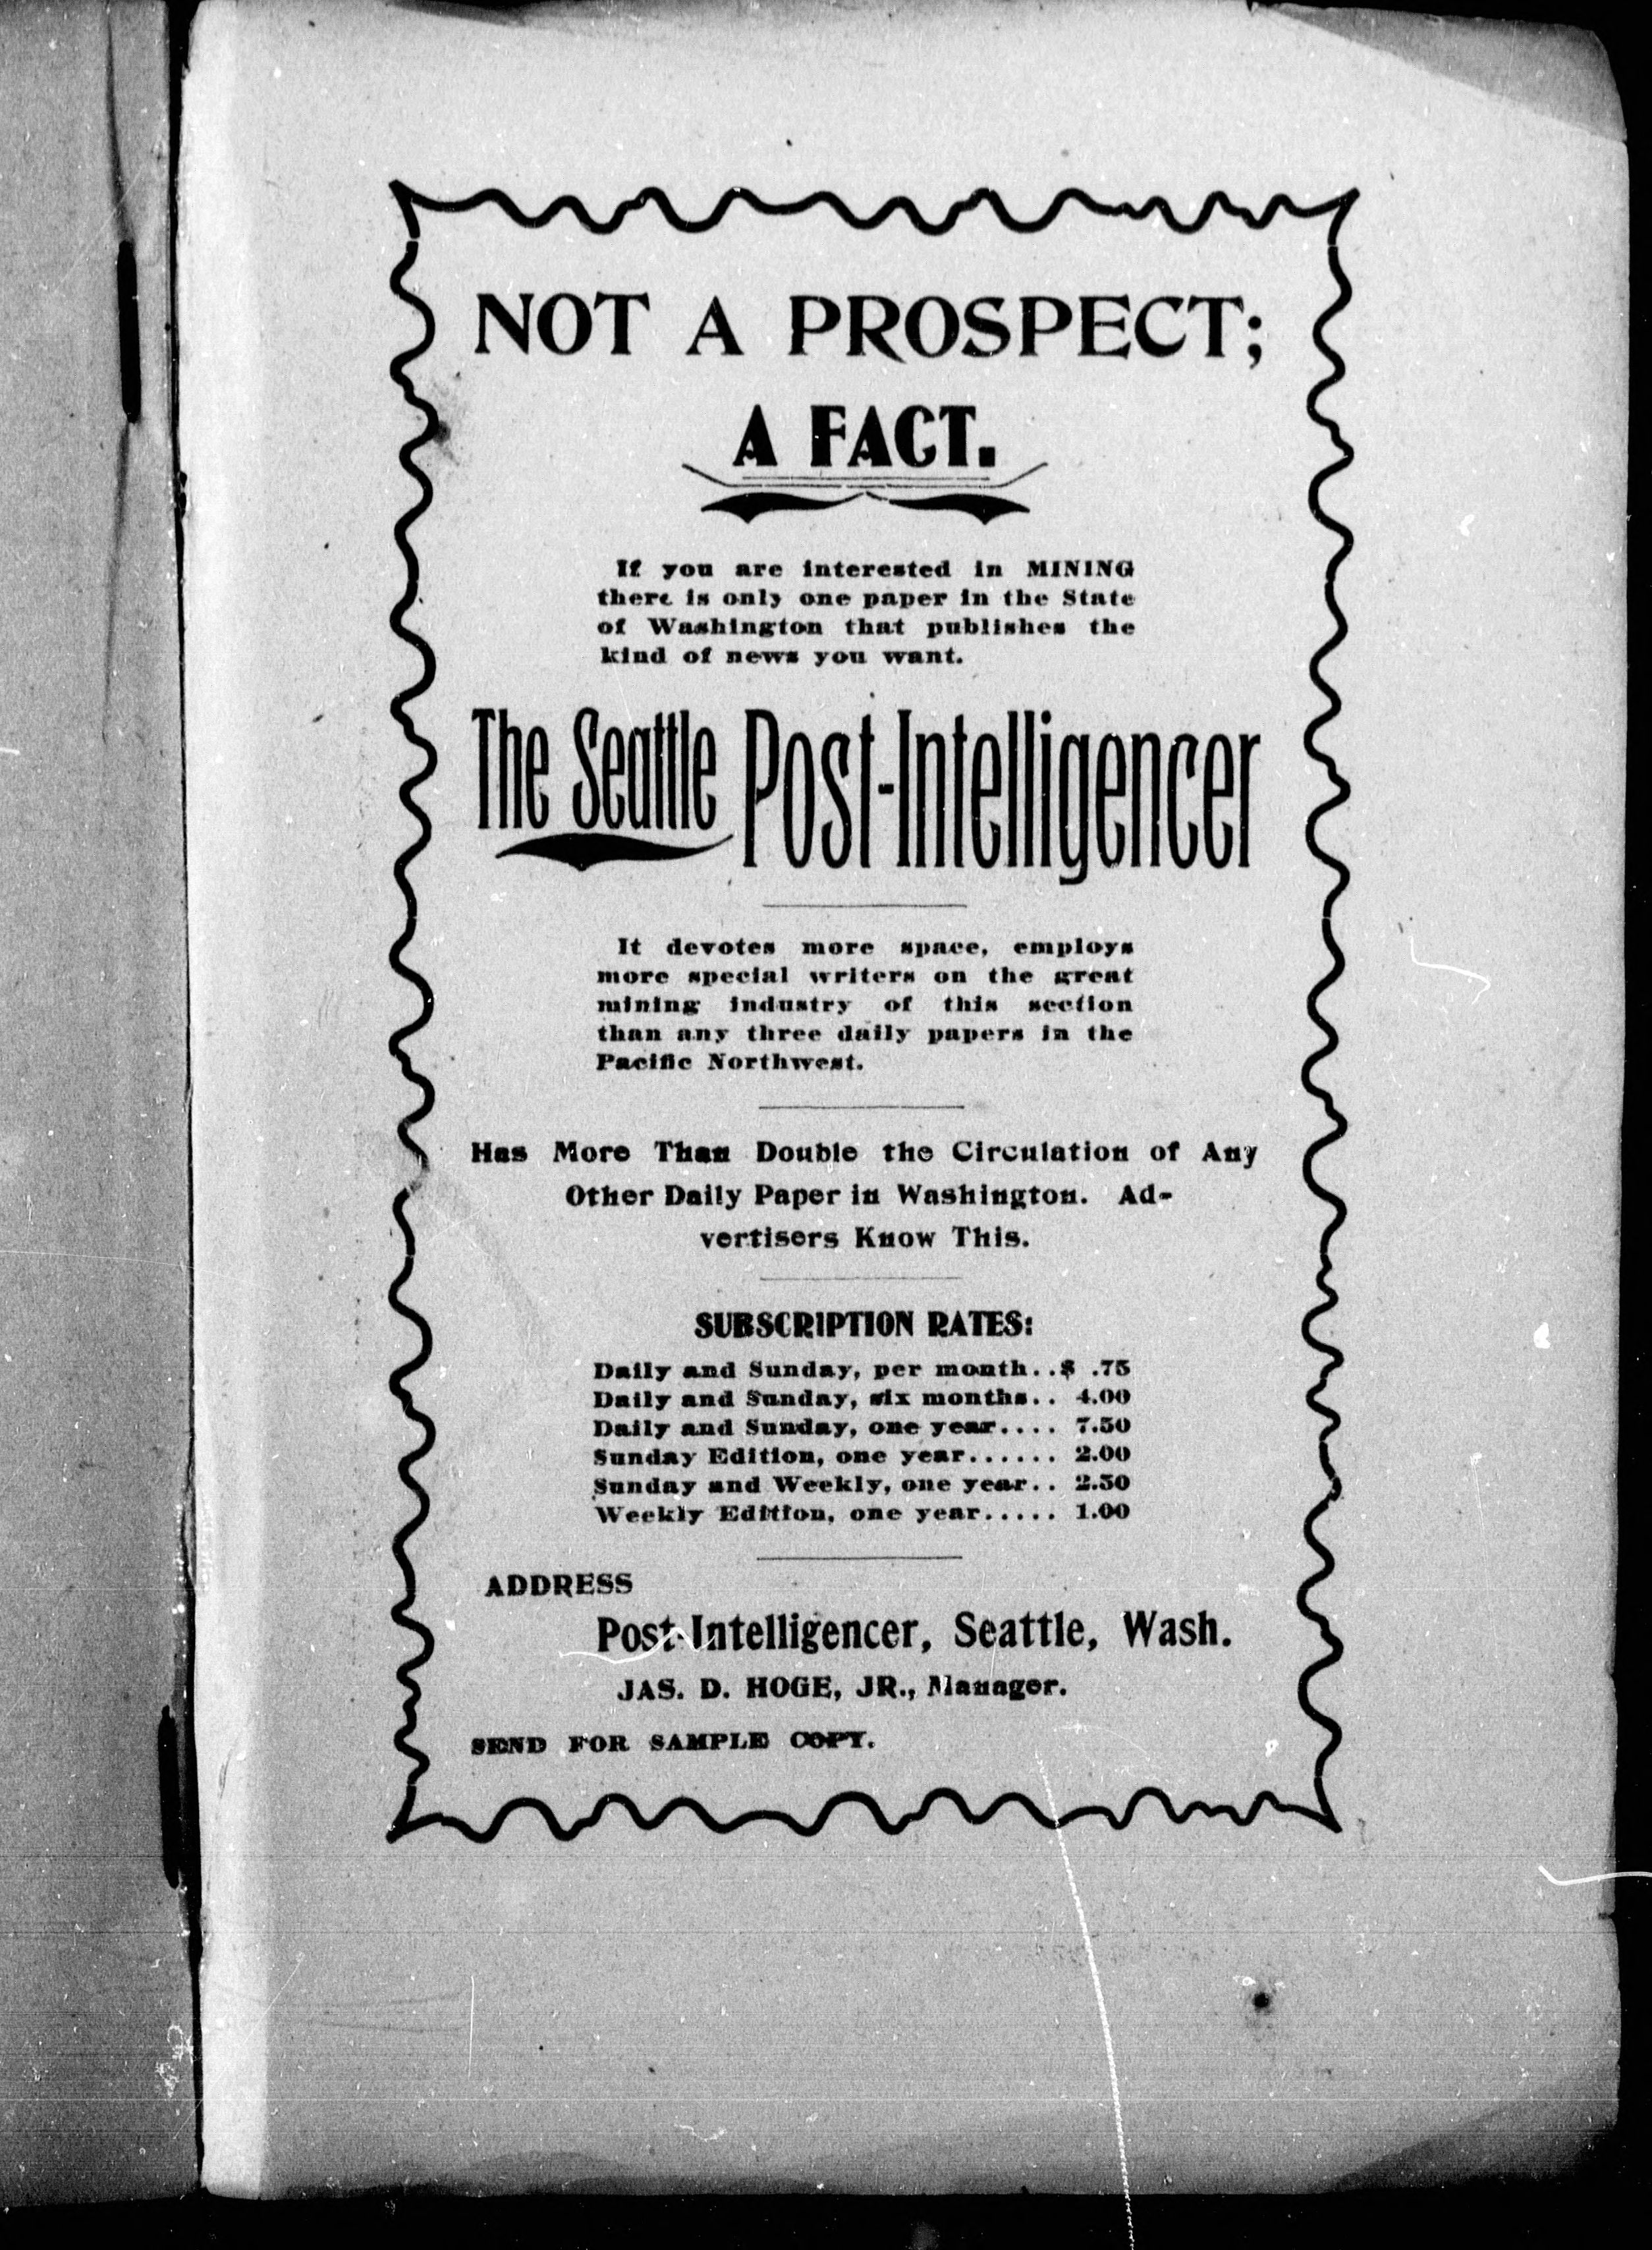 NOT A PROSPECT;
A FACT.
If you are interested in MINING
there is only one paper in the State
of Washington that publishes the
kind of news you want.
The Seattle Post-Intelligencer
It devotes more space, employs
more special writers on the great
mining industry of this section
than any three daily papers in the
Pacific Northwest.
Has More Than Double the Circulation of Any
Other Daily Paper in Washington. Ad-
vertisers Know This.
SUBSCRIPTION RATES:
Daily and Sunday, per month..$ .75
Daily and Sunday, six months.. 4.00
Daily and Sunday, one year.... 7.50
Sunday Edition, one year...... 2.00
Sunday and Weekly, one year.. 2.50
Weekly Edition, one year..... 1.00
ADDRESS
Post-Intelligencer, Seattle, Wash.
JAS. D. HOGE, JR., Manager.
SEND FOR SAMPLE COPY.